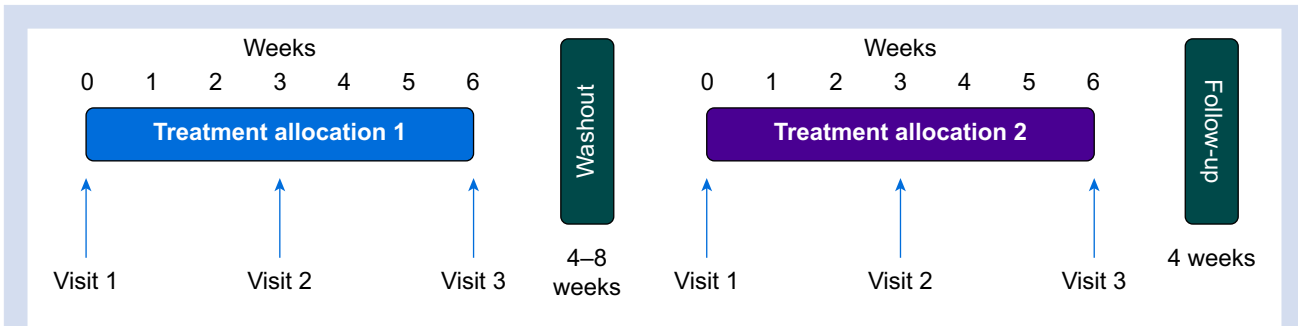 Weeks
0 1 2 3 4 5 6
Treatment allocation 1
Visit 1 Visit 2 Visit 3
Washout
4–8
weeks
Weeks
0 1 2 3 4 5 6
Treatment allocation 2
Visit 1 Visit 2 Visit 3
Follow-up
4 weeks